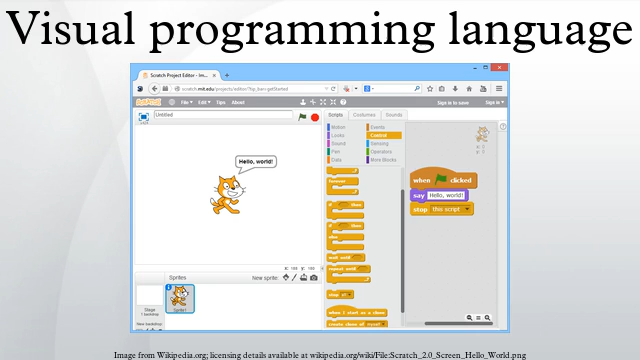 Visual programming language
Scratch Project Editor - Im...
scratch.mit.edu/projects/editor/?tip_bar=getStarted
SCRATCH
File
Edit
Tips
About
Sign in to save
Sign in
Untitled
Scripts
Costumes
Sounds
Motion
Events
Looks
Control
Sound
Sensing
Pen
Operators
Data
More Blocks
Hello, world!
forever
if then
if then
else
wait until
repeat until
stop all
when I start as a clone
create clone of myself
when clicked
say Hello, world!
stop this script
Sprites
New sprite:
Stage
1 backdrop
New backdrop:
Sprite1
Image from Wikipedia.org; licensing details available at wikipedia.org/wiki/File:Scratch_2.0_Screen_Hello_World.png